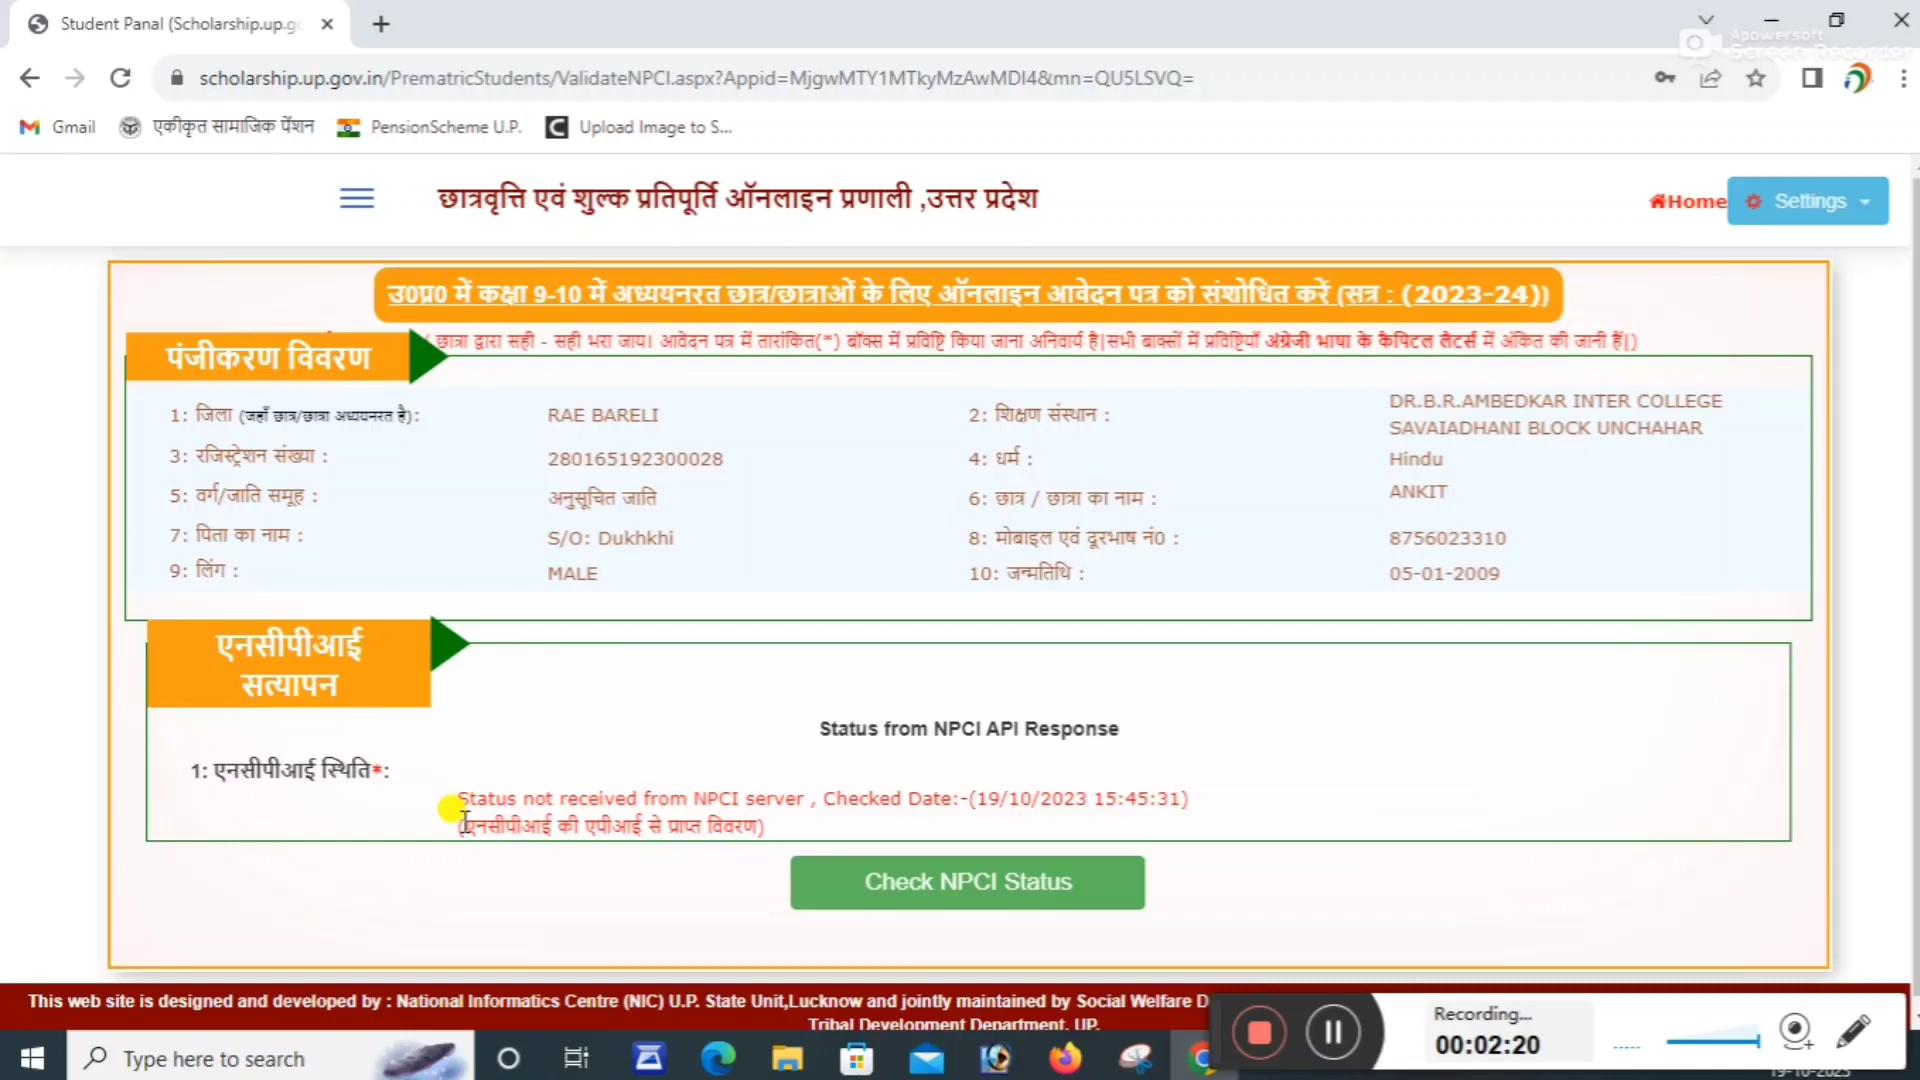 Student Panal (Scholarship.up.go
Apowersoft
Screen Recorder
scholarship.up.gov.in/PrematricStudents/ValidateNPCI.aspx?Appid=MjgwMTY1MTkyMzAwMDI4&mn=QU5LSVQ=
Gmail एकीकृत सामाजिक पेंशन PensionScheme U.P. Upload Image to S...
छात्रवृत्ति एवं शुल्क प्रतिपूर्ति ऑनलाइन प्रणाली ,उत्तर प्रदेश
Home Settings
उ0प्र0 में कक्षा 9-10 में अध्ययनरत छात्र/छात्राओं के लिए ऑनलाइन आवेदन पत्र को संशोधित करें (सत्र : (2023-24))
छात्रा द्वारा सही - सही भरा जाय। आवेदन पत्र में तारांकित(*) बॉक्स में प्रविष्टि किया जाना अनिवार्य है|सभी बाक्सों में प्रविष्टियाँ अंग्रेजी भाषा के कैपिटल लैटर्स में अंकित की जानी हैं|)
पंजीकरण विवरण
1: जिला (जहाँ छात्र/छात्रा अध्ययनरत है): RAE BARELI 2: शिक्षण संस्थान : DR.B.R.AMBEDKAR INTER COLLEGE
SAVAIADHANI BLOCK UNCHAHAR
3: रजिस्ट्रेशन संख्या : 280165192300028 4: धर्म : Hindu
5: वर्ग/जाति समूह : अनुसूचित जाति 6: छात्र / छात्रा का नाम : ANKIT
7: पिता का नाम : S/O: Dukhkhi 8: मोबाइल एवं दूरभाष नं0 : 8756023310
9: लिंग : MALE 10: जन्मतिथि : 05-01-2009
एनसीपीआई
सत्यापन
Status from NPCI API Response
1: एनसीपीआई स्थिति*:
Status not received from NPCI server , Checked Date:-(19/10/2023 15:45:31)
(एनसीपीआई की एपीआई से प्राप्त विवरण)
Check NPCI Status
This web site is designed and developed by : National Informatics Centre (NIC) U.P. State Unit,Lucknow and jointly maintained by Social Welfare D
Tribal Development Department, UP.
Recording...
00:02:20
Type here to search
19-10-2023